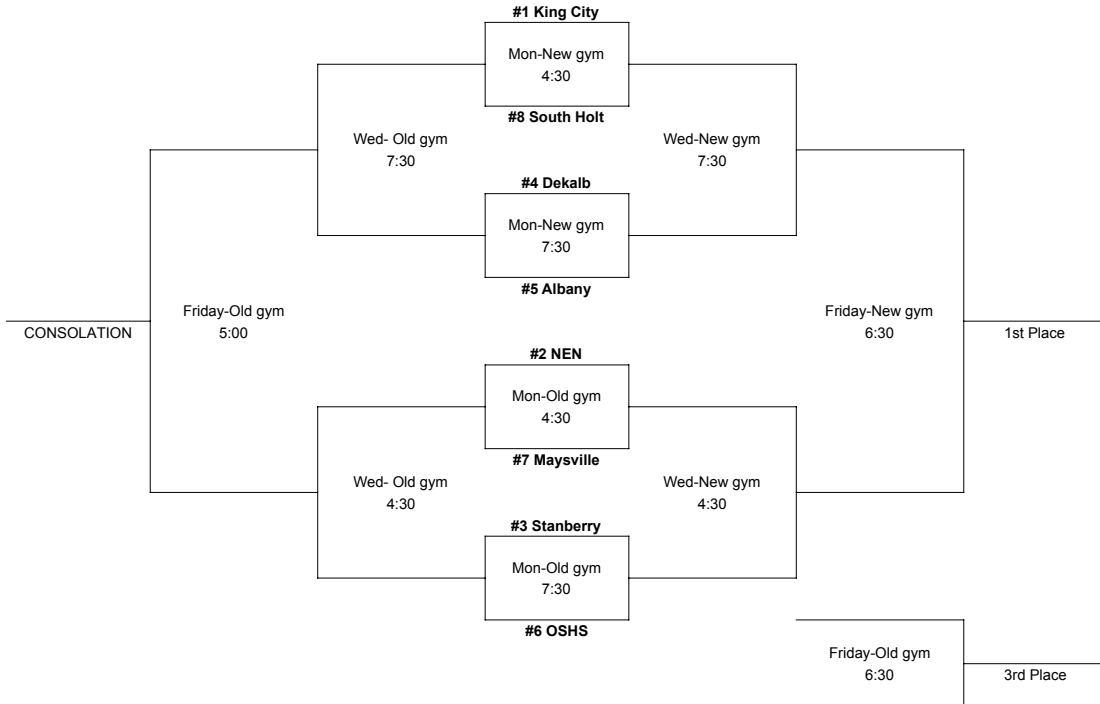 #1 King City
Mon-New gym
4:30
#8 South Holt
Wed- Old gym
7:30
Wed-New gym
7:30
#4 Dekalb
Mon-New gym
7:30
#5 Albany
Friday-Old gym
5:00
CONSOLATION
Friday-New gym
6:30
1st Place
#2 NEN
Mon-Old gym
4:30
#7 Maysville
Wed- Old gym
4:30
Wed-New gym
4:30
#3 Stanberry
Mon-Old gym
7:30
#6 OSHS
Friday-Old gym
6:30
3rd Place